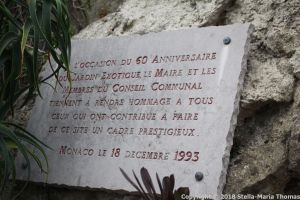 L'OCCASION DU 60 ANNIVERSAIRE
DU JARDIN EXOTIQUE, LE MAIRE ET LES
MEMBRES DU CONSEIL COMMUNAL
TIENNENT A RENDRE HOMMAGE A TOUS
CEUX QUI ONT CONTRIBUÉ A FAIRE
DE CE SITE UN CADRE PRESTIGIEUX.
MONACO LE 18 DECEMBRE 1993
Copyright © 2018 Stella-Maria Thomas